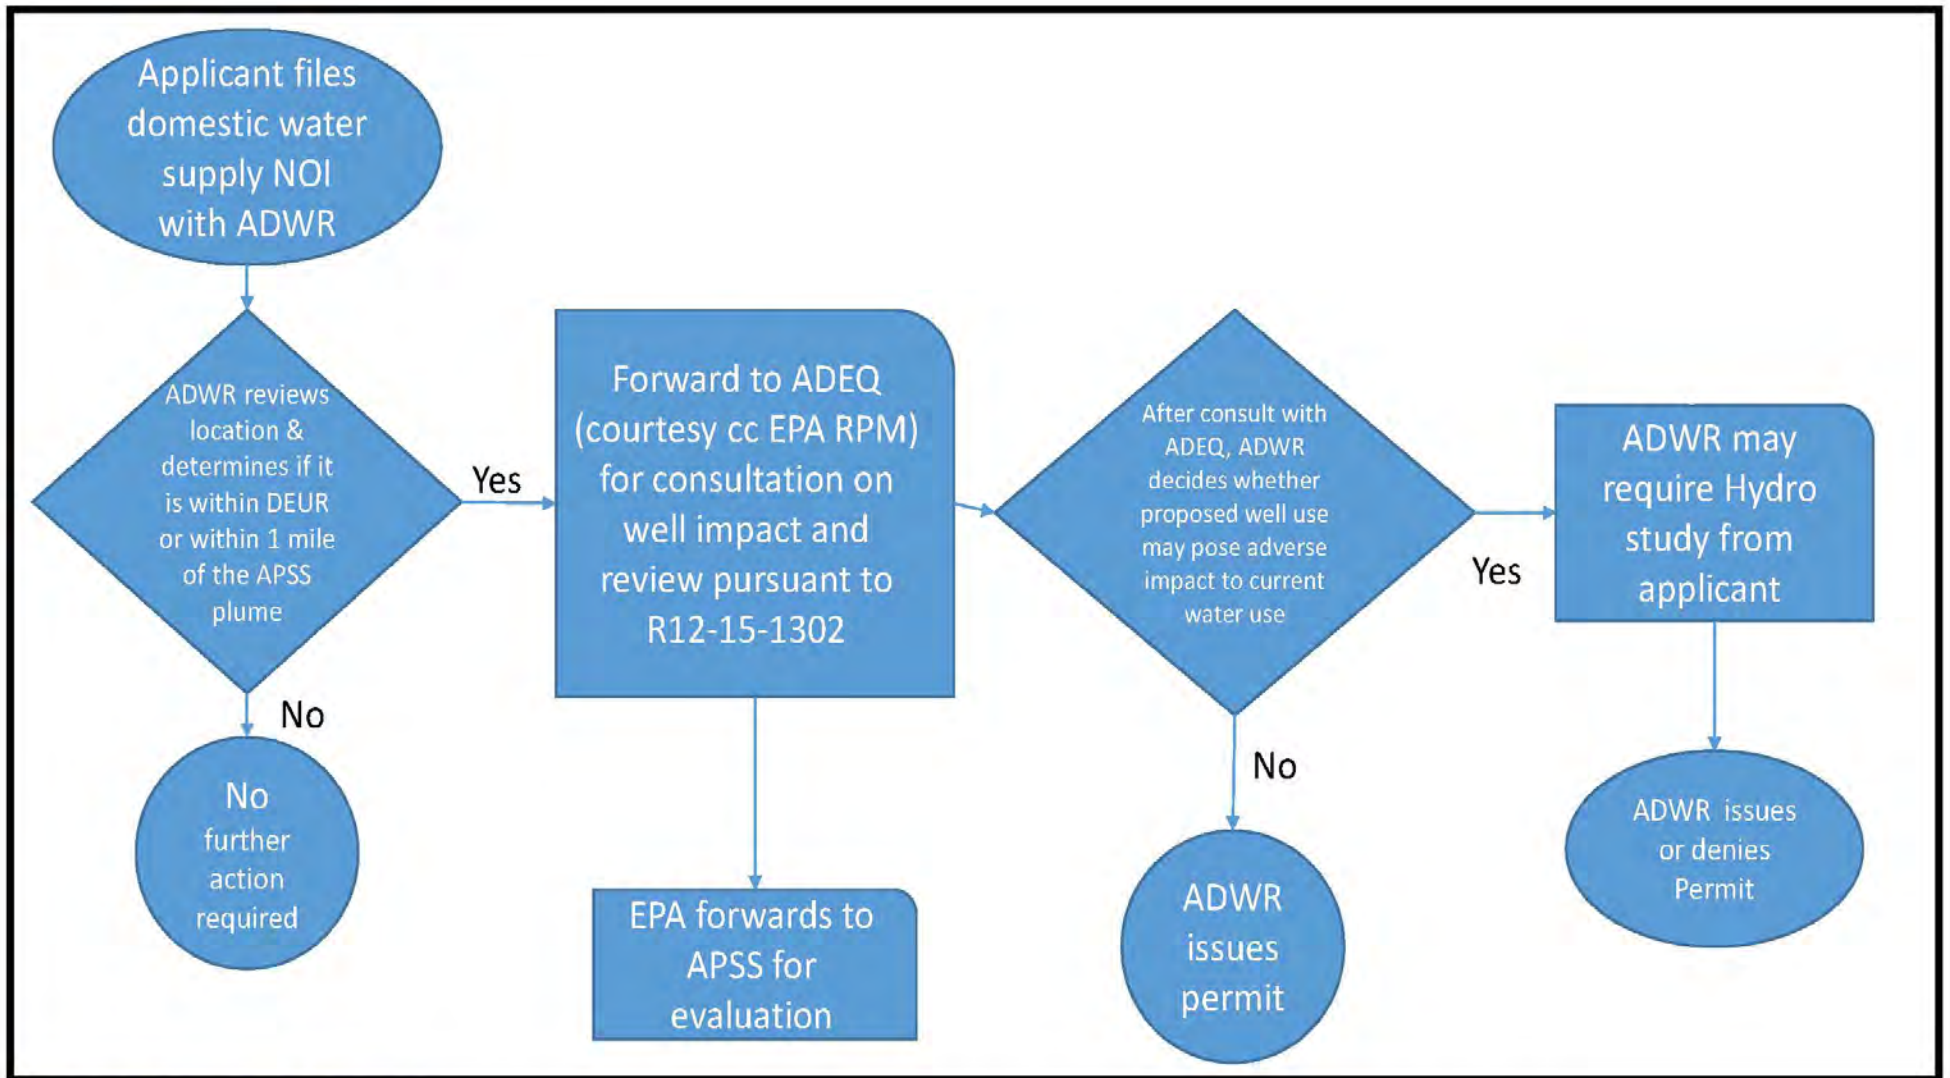 Applicant files
domestic water
supply NOI
with ADWR
ADWR reviews
location &
determines if it
is within DEUR
or within 1 mile
of the APSS
plume
Yes
No
No
further
action
required
Forward to ADEQ
(courtesy cc EPA RPM)
for consultation on
well impact and
review pursuant to
R12-15-1302
EPA forwards to
APSS for
evaluation
After consult with
ADEQ, ADWR
decides whether
proposed well use
may pose adverse
impact to current
water use
Yes
No
ADWR
issues
permit
ADWR may
require Hydro
study from
applicant
ADWR issues
or denies
Permit